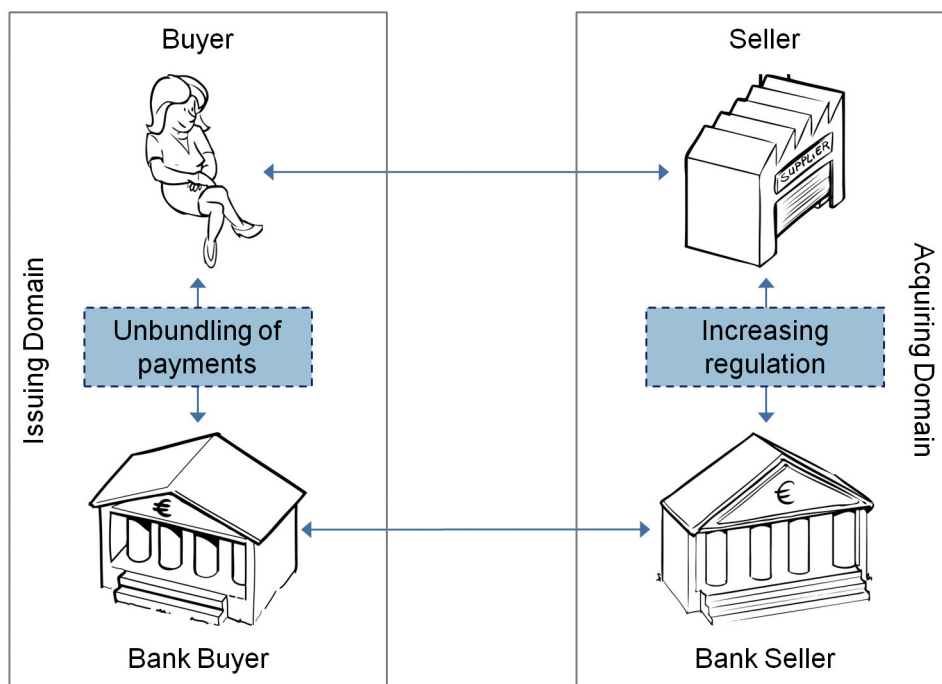 Buyer
Seller
SUPPLIER
Issuing Domain
Unbundling of
payments
Increasing
regulation
Acquiring Domain
€
€
Bank Buyer
Bank Seller